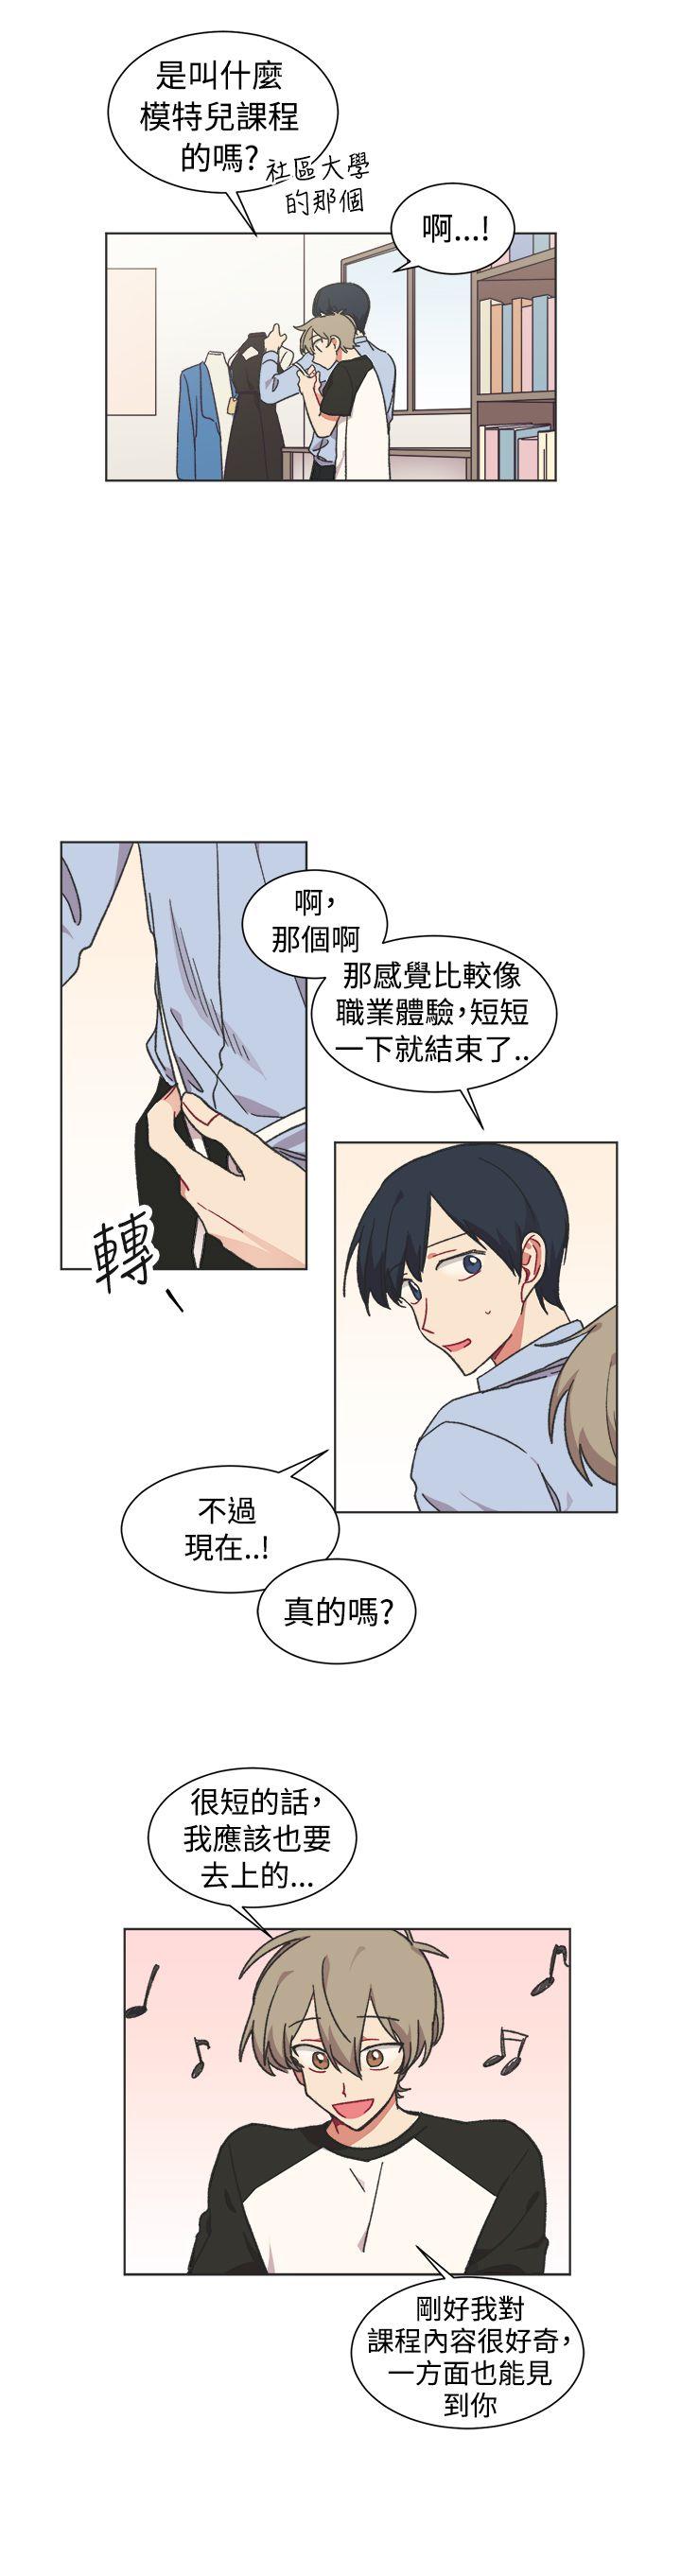 是叫什麼
模特兒課程
的嗎?
社區大學
的那個
啊...!
啊，
那個啊
那感覺比較像
職業體驗，短短
一下就結束了..
轉
不過
現在..!
真的嗎?
很短的話，
我應該也要
去上的...
剛好我對
課程內容很好奇，
一方面也能見
到你